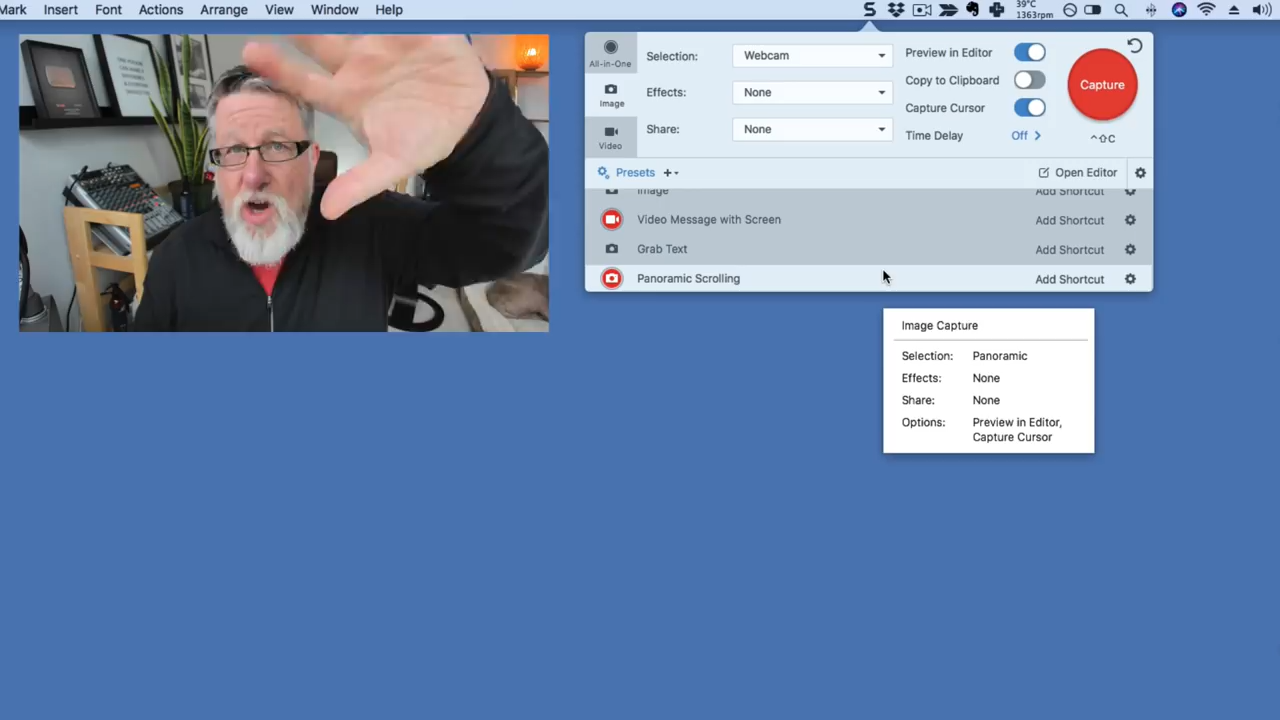 Mark Insert Font Actions Arrange View Window Help
39°C
1363rpm
All-in-One
Image
Video
Selection: Webcam
Effects: None
Share: None
Preview in Editor
Copy to Clipboard
Capture Cursor
Time Delay Off
Capture
^⇧C
Presets
Open Editor
Image Add Shortcut
Video Message with Screen Add Shortcut
Grab Text Add Shortcut
Panoramic Scrolling Add Shortcut
Image Capture
Selection: Panoramic
Effects: None
Share: None
Options: Preview in Editor,
Capture Cursor